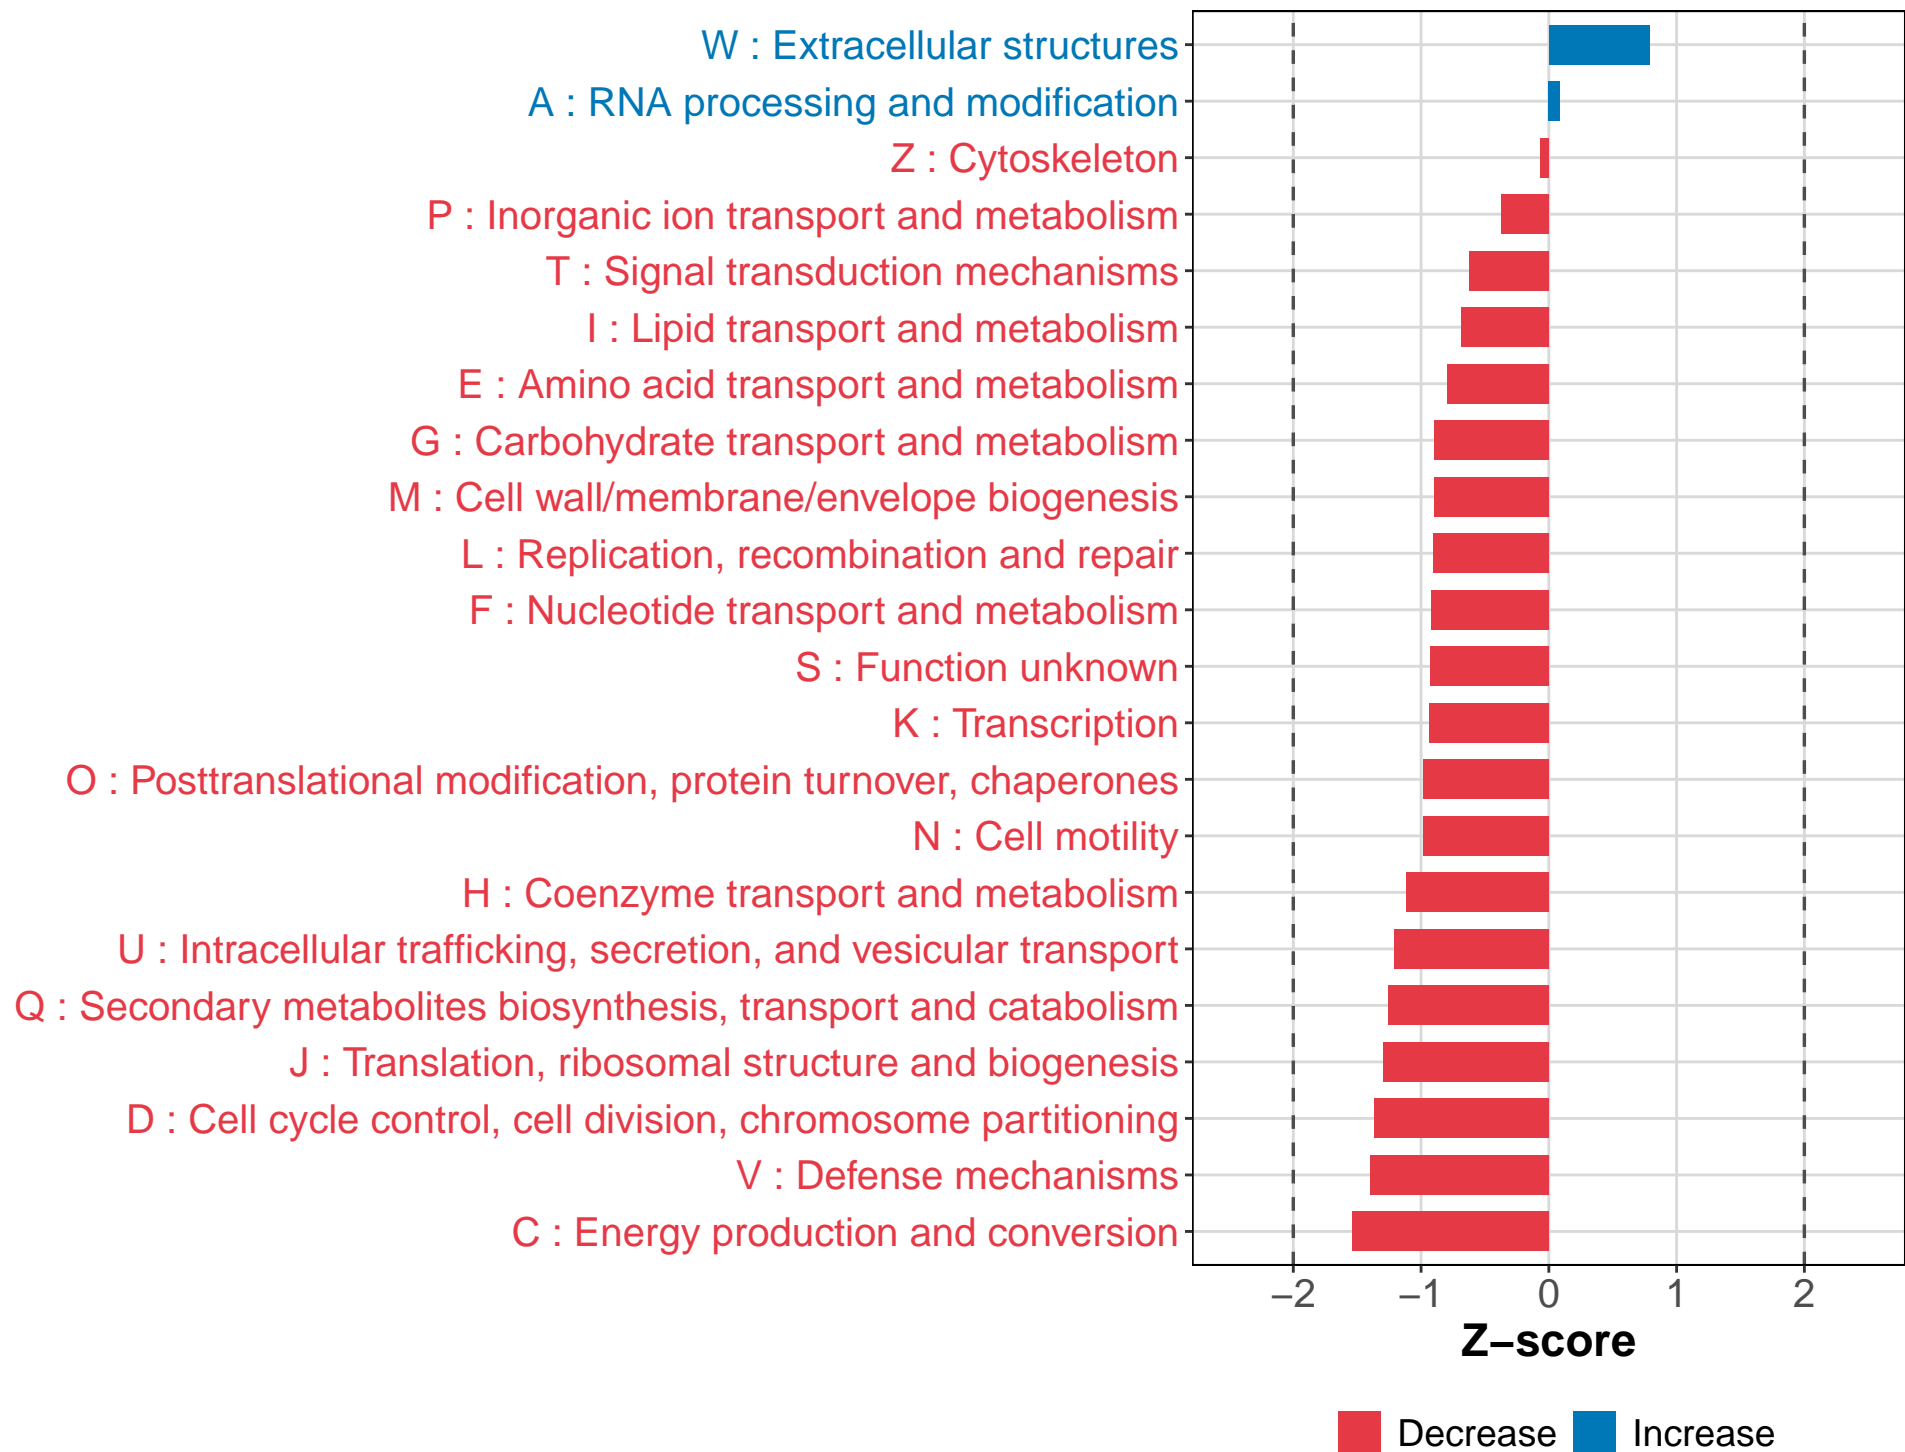 W : Extracellular structures
A : RNA processing and modification
Z : Cytoskeleton
P : Inorganic ion transport and metabolism
T : Signal transduction mechanisms
I : Lipid transport and metabolism
E : Amino acid transport and metabolism
G : Carbohydrate transport and metabolism
M : Cell wall/membrane/envelope biogenesis
L : Replication, recombination and repair
F : Nucleotide transport and metabolism
S : Function unknown
K : Transcription
O : Posttranslational modification, protein turnover, chaperones
N : Cell motility
H : Coenzyme transport and metabolism
U : Intracellular trafficking, secretion, and vesicular transport
Q : Secondary metabolites biosynthesis, transport and catabolism
J : Translation, ribosomal structure and biogenesis
D : Cell cycle control, cell division, chromosome partitioning
V : Defense mechanisms
C : Energy production and conversion
−2 −1 0 1 2
Z−score
Decrease Increase